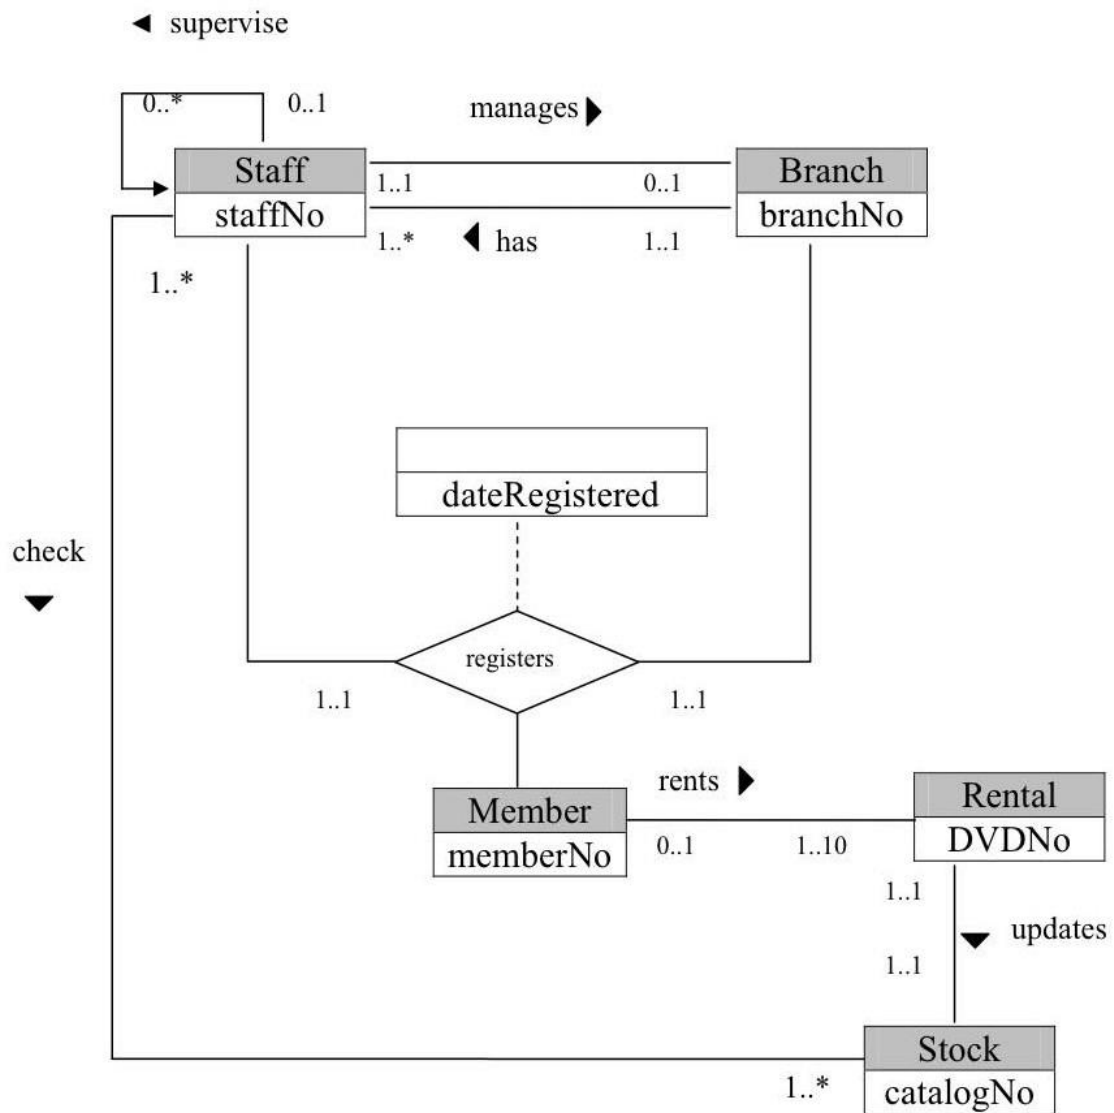 ◄ supervise
0..* 0..1
manages ▶
Staff
staffNo
1..1 0..1
Branch
branchNo
1..* ◄ has 1..1
1..*
dateRegistered
check
▼
registers
1..1 1..1
rents ▶
Member
memberNo
0..1 1..10
Rental
DVDNo
1..1
▼ updates
1..1
Stock
catalogNo
1..*